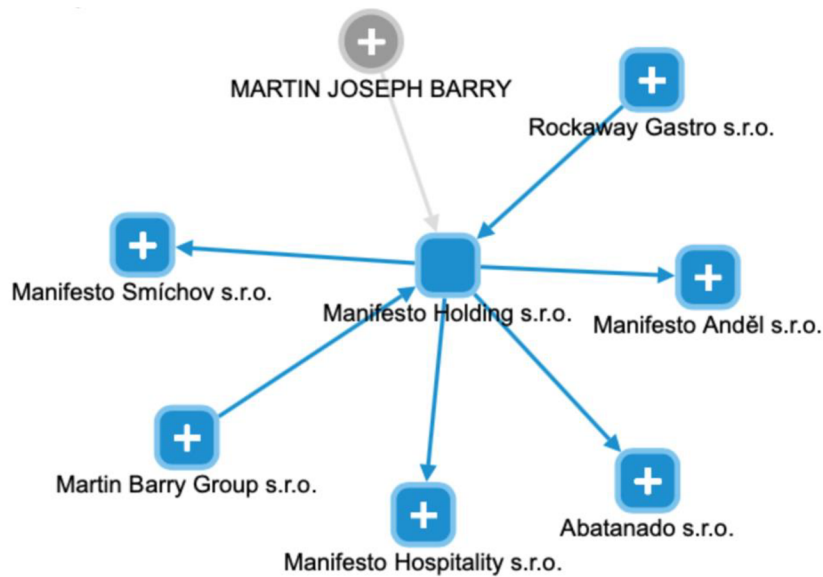 MARTIN JOSEPH BARRY
Rockaway Gastro s.r.o.
Manifesto Smíchov s.r.o.
Manifesto Holding s.r.o.
Manifesto Anděl s.r.o.
Martin Barry Group s.r.o.
Abatanado s.r.o.
Manifesto Hospitality s.r.o.